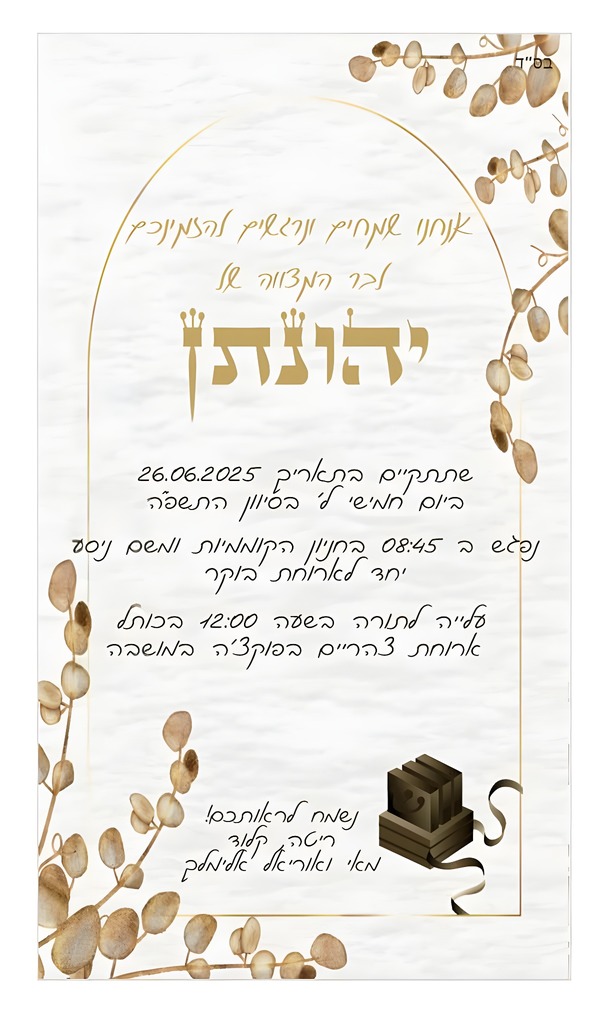 בס"ד
אנחנו שמחים ונרגשים להזמינכם
לבר המצווה של
יהונתן
שתתקיים בתאריך 26.06.2025
ביום חמישי ל' בסיוון התשפ"ה
נפגש ב 08:45 בחניון הקוממיות ומשם ניסע
יחד לארוחת בוקר
עלייה לתורה בשעה 12:00 בכותל
ארוחת צהריים בפוקצ'ה במושבה
נשמח לראותכם!
ריטה, קלוד
מאי ואוריאל אלימלך